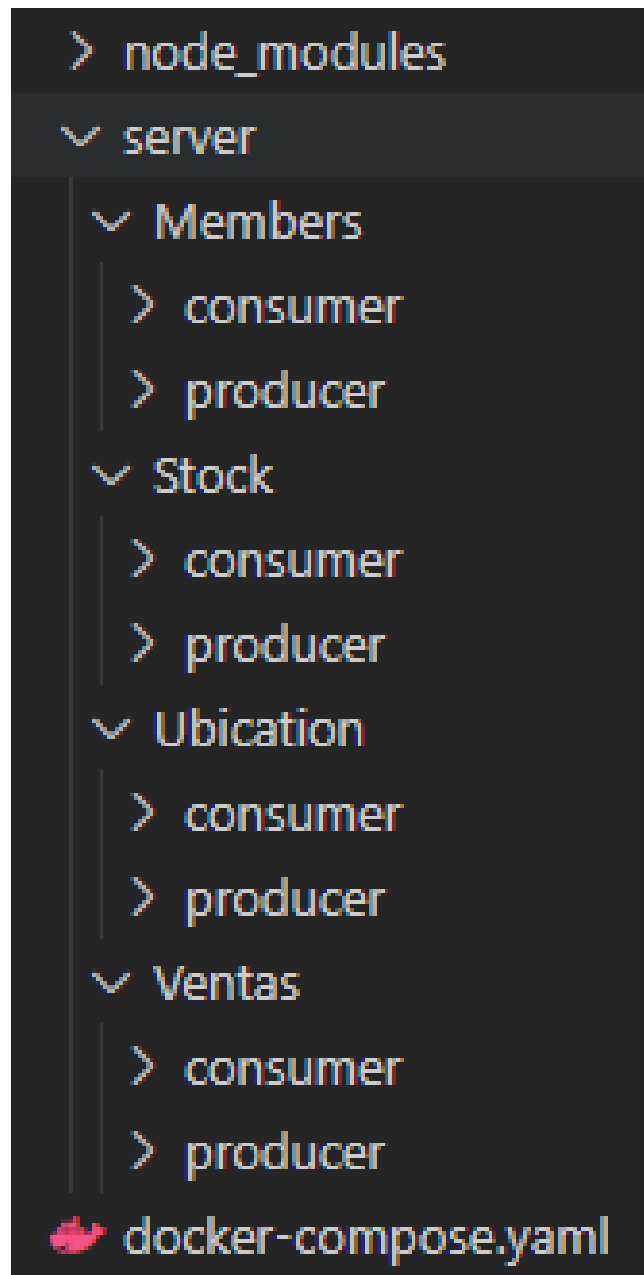 node_modules
server
Members
consumer
producer
Stock
consumer
producer
Ubication
consumer
producer
Ventas
consumer
producer
docker-compose.yaml